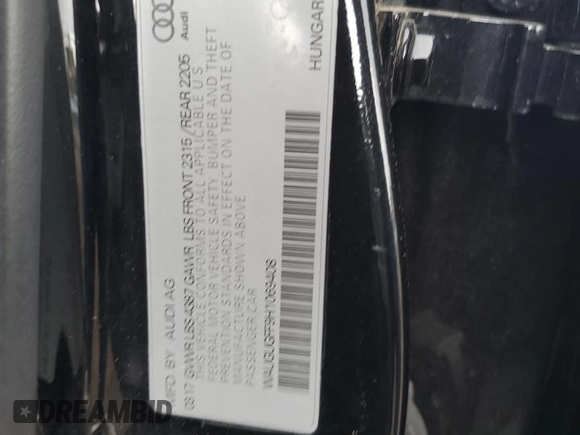 MFD. BY AUDI AG
03 17 GVWR LBS 4387 GAWR LBS FRONT 2315 / REAR 2205
THIS VEHICLE CONFORMS TO ALL APPLICABLE U S
FEDERAL MOTOR VEHICLE SAFETY, BUMPER AND THEFT
PREVENTION STANDARDS IN EFFECT ON THE DATE OF
MANUFACTURE SHOWN ABOVE
PASSENGER CAR
WAUGUGFF9H1069408
Audi
HUNGAR
DREAMBID